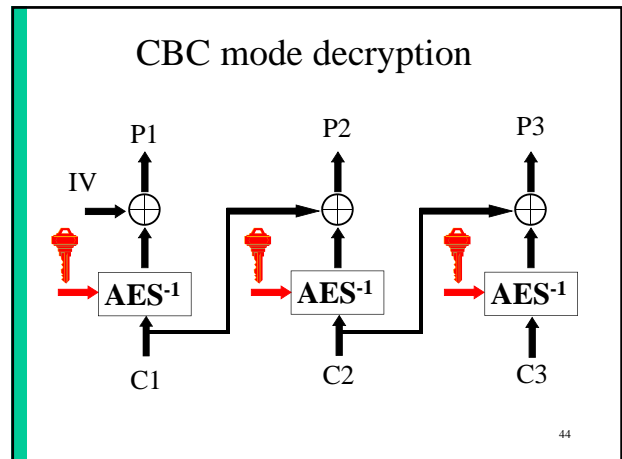 CBC mode decryption
P1 P2 P3
IV
AES-1 AES-1 AES-1
C1 C2 C3
44